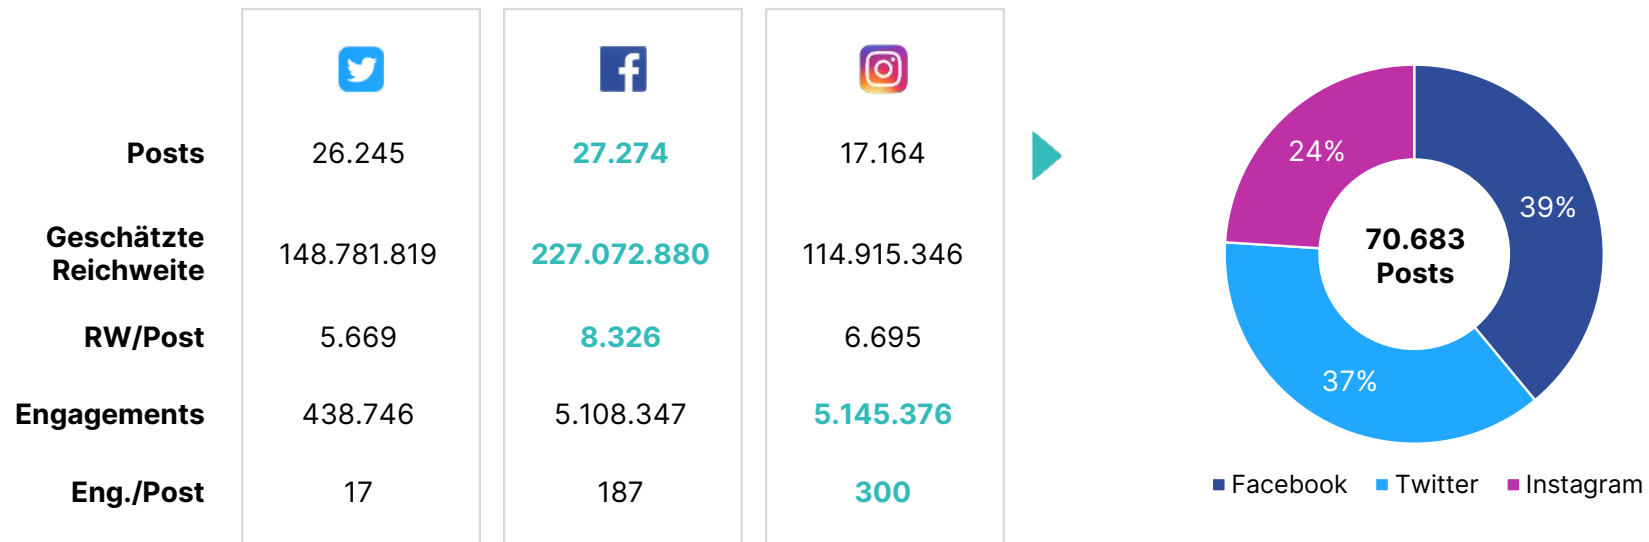 Posts 26.245 27.274 17.164
Geschätzte
Reichweite 148.781.819 227.072.880 114.915.346
RW/Post 5.669 8.326 6.695
Engagements 438.746 5.108.347 5.145.376
Eng./Post 17 187 300
24%
39%
37%
70.683
Posts
Facebook Twitter Instagram